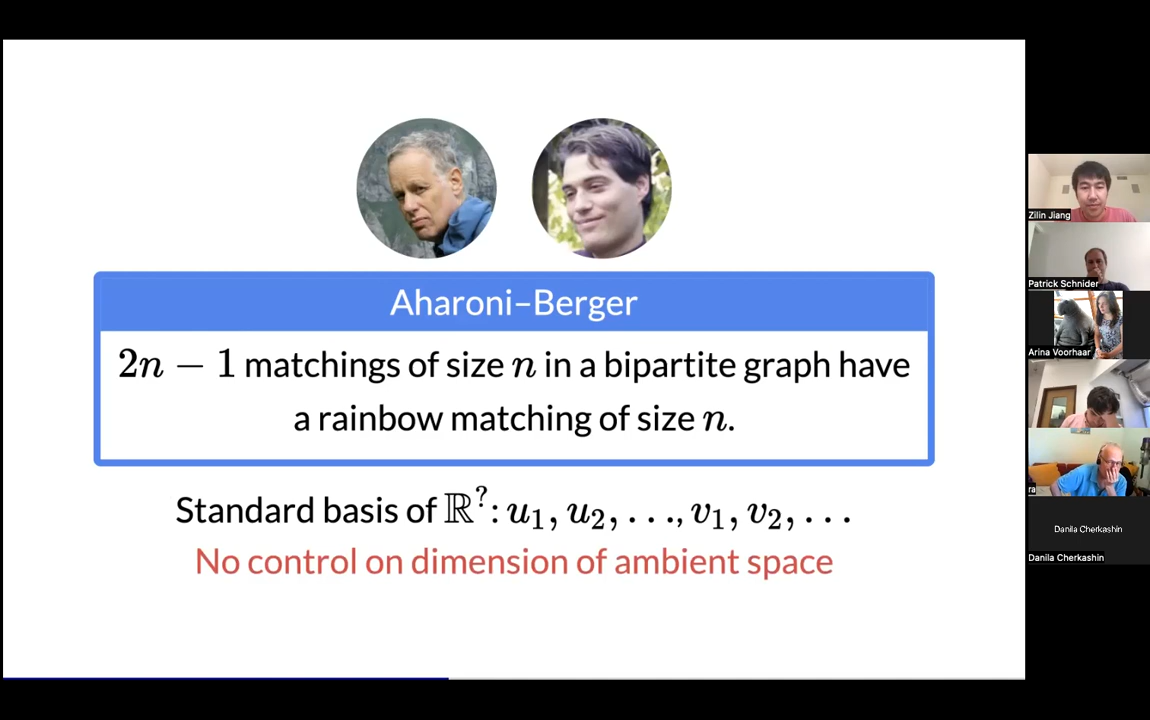 Aharoni–Berger
2n − 1 matchings of size n in a bipartite graph have
a rainbow matching of size n.
Standard basis of ℝ^?: u₁, u₂, . . ., v₁, v₂, . . .
No control on dimension of ambient space
Zilin Jiang
Patrick Schnider
Arina Voorhaar
ra
Danila Cherkashin
Danila Cherkashin